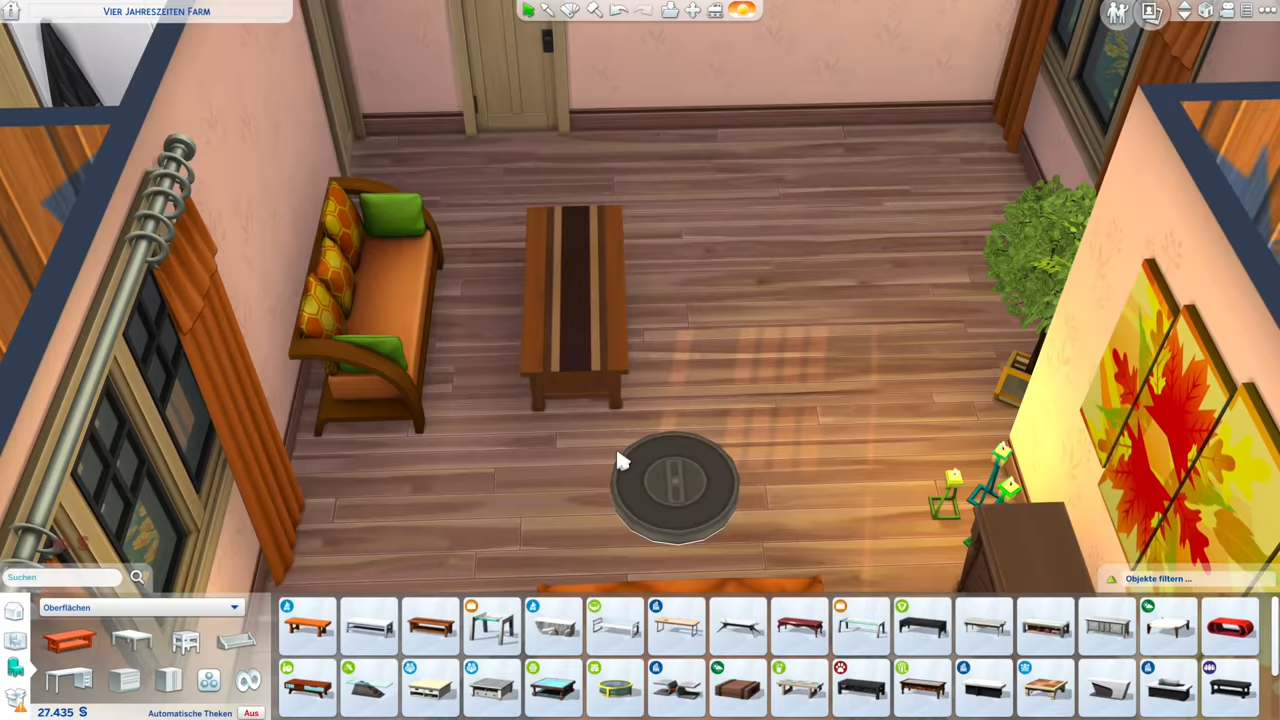 VIER JAHRESZEITEN FARM
Suchen
Objekte filtern ...
Oberflächen
27.435 $
Automatische Theken
Aus